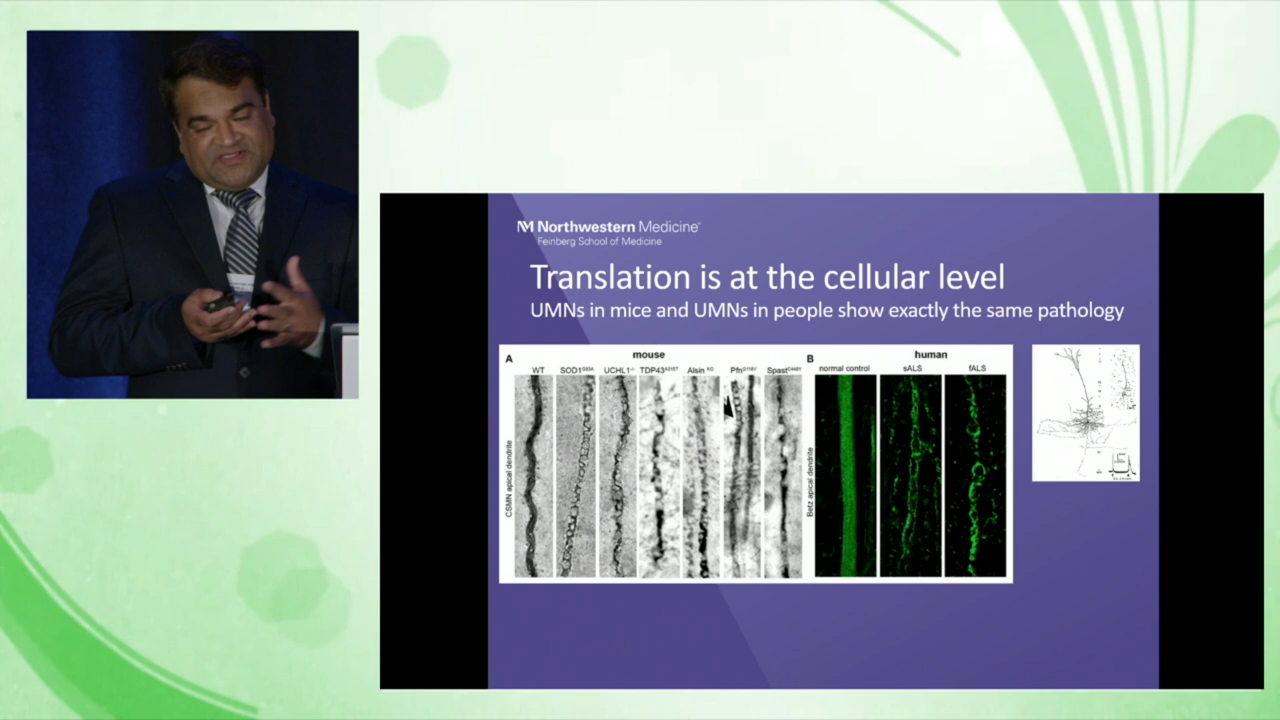 Northwestern Medicine®
Feinberg School of Medicine
Translation is at the cellular level
UMNs in mice and UMNs in people show exactly the same pathology
A
mouse
B
human
WT
SOD1
UCHL1-/-
TDP43
Alsin KO
Pfn
Spast
normal control
sALS
fALS
CSMN apical dendrite
Betz apical dendrite